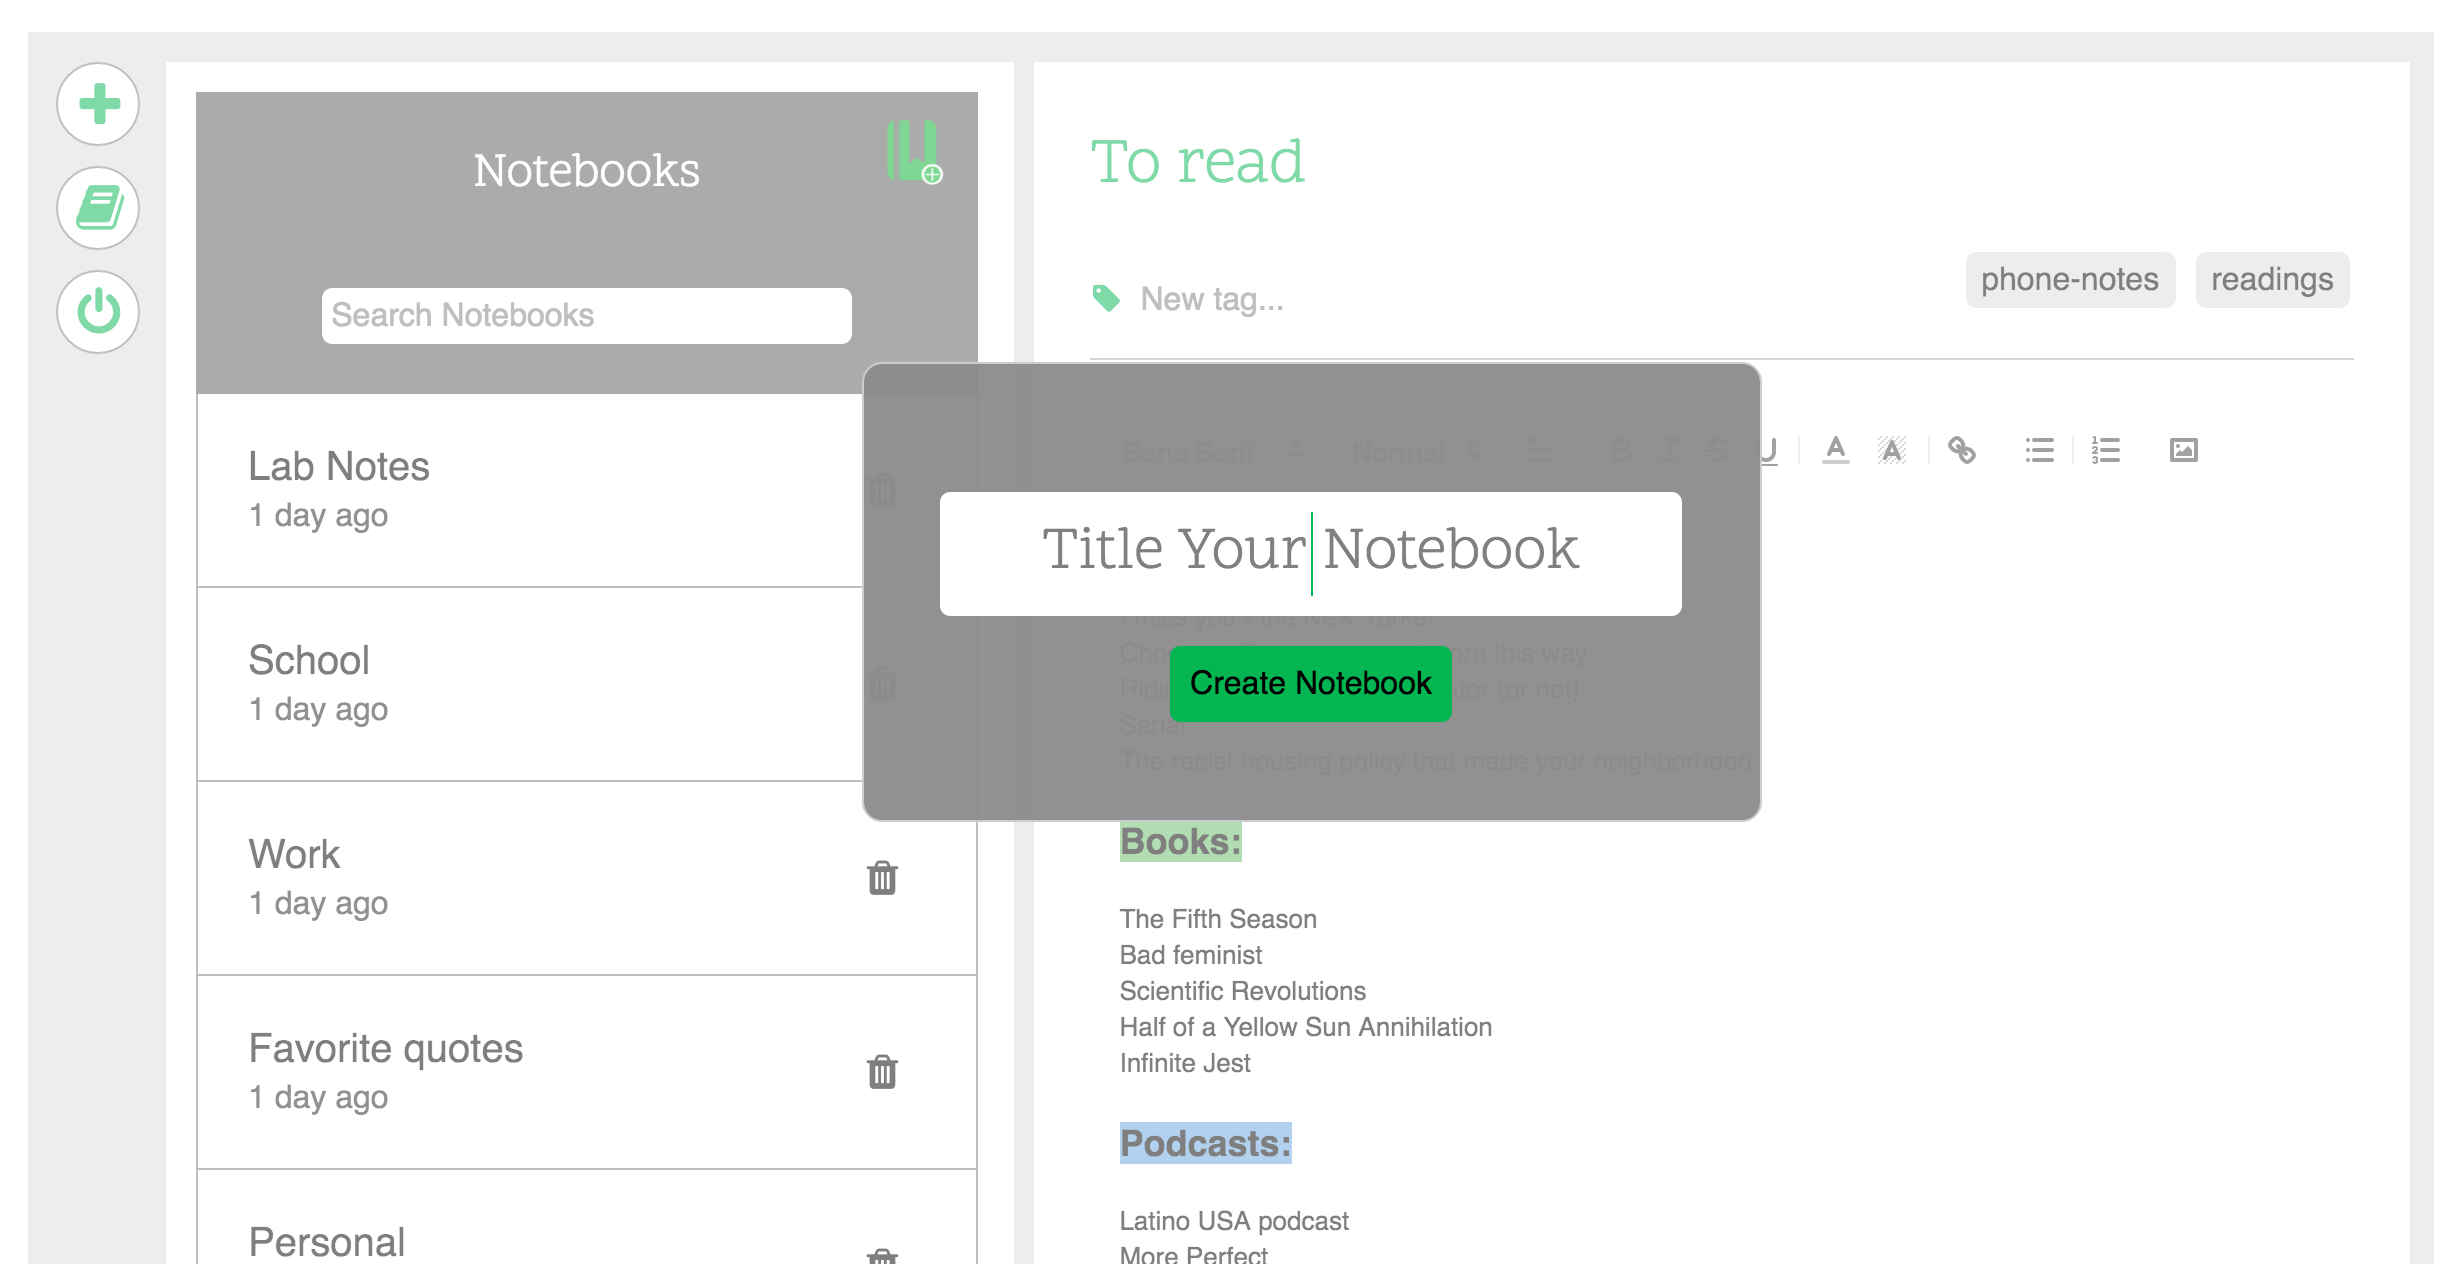 Notebooks
Search Notebooks
Lab Notes
1 day ago
School
1 day ago
Work
1 day ago
Favorite quotes
1 day ago
Personal
To read
New tag...
phone-notes
readings
Sans Serif
Normal
B I S U A A
Title Your Notebook
I miss you - the New Yorker
orn this way
ator (or not)
Create Notebook
Serial
The racist housing policy that made your neighborhood
Books:
The Fifth Season
Bad feminist
Scientific Revolutions
Half of a Yellow Sun Annihilation
Infinite Jest
Podcasts:
Latino USA podcast
More Perfect